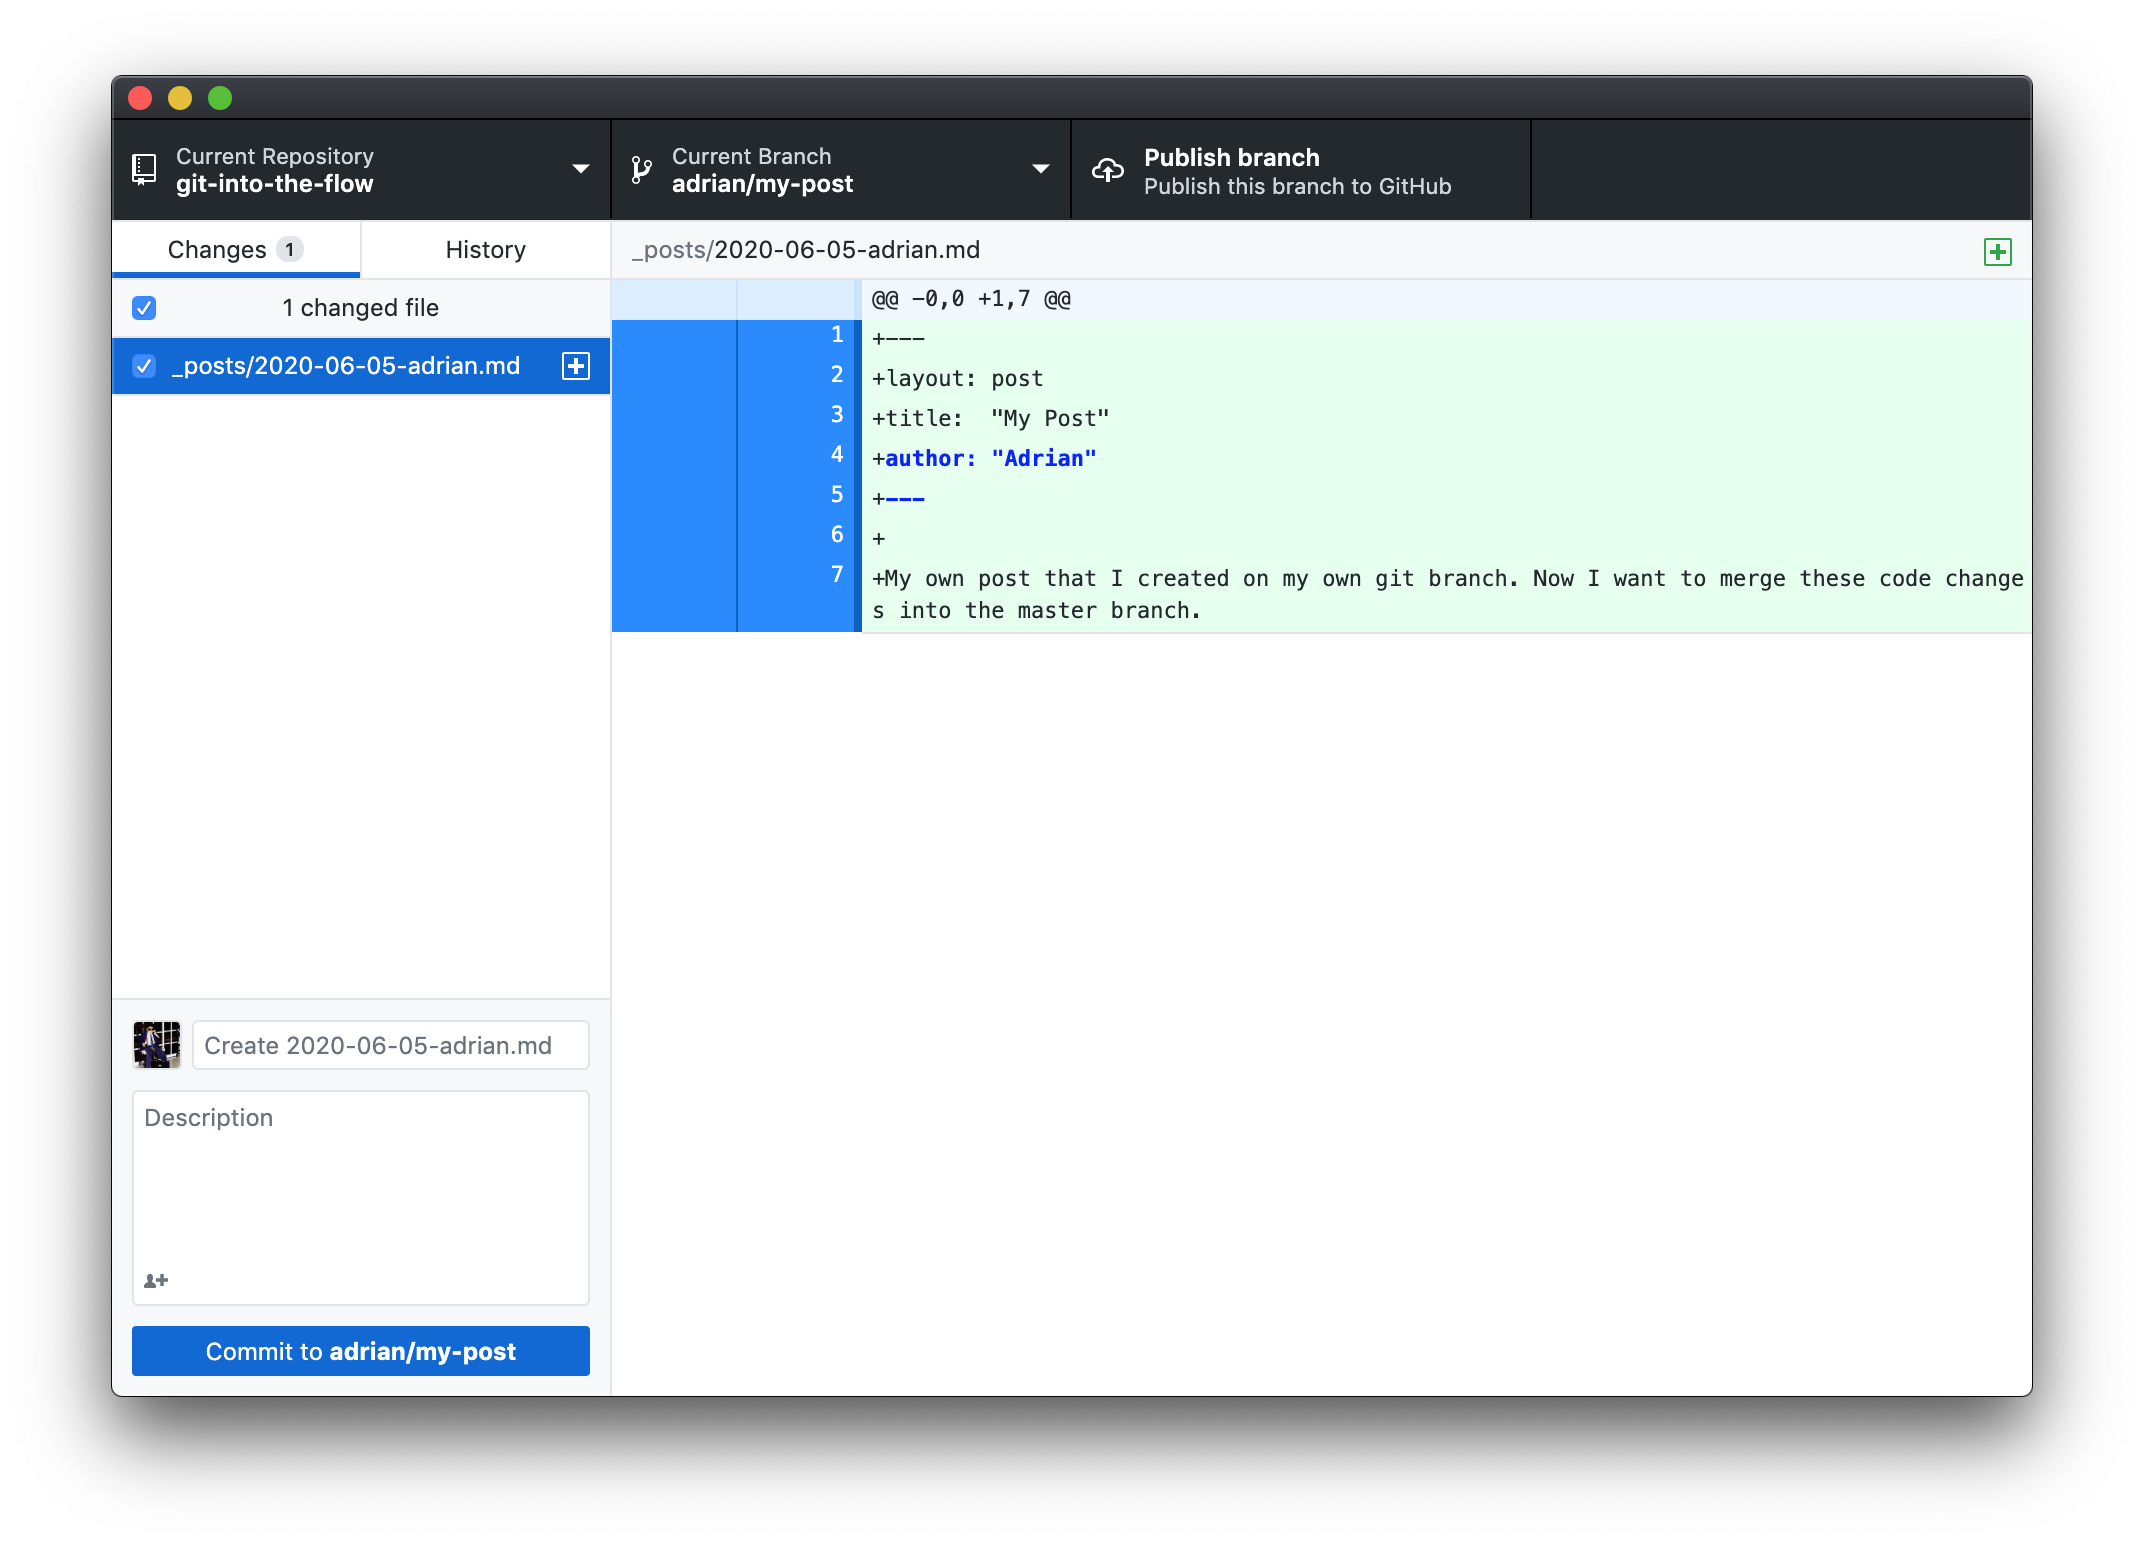 Current Repository
git-into-the-flow
Current Branch
adrian/my-post
Publish branch
Publish this branch to GitHub
Changes 1
History
_posts/2020-06-05-adrian.md
1 changed file
_posts/2020-06-05-adrian.md
@@ -0,0 +1,7 @@
1 +---
2 +layout: post
3 +title:  "My Post"
4 +author: "Adrian"
5 +---
6 +
7 +My own post that I created on my own git branch. Now I want to merge these code change
s into the master branch.
Create 2020-06-05-adrian.md
Description
Commit to adrian/my-post